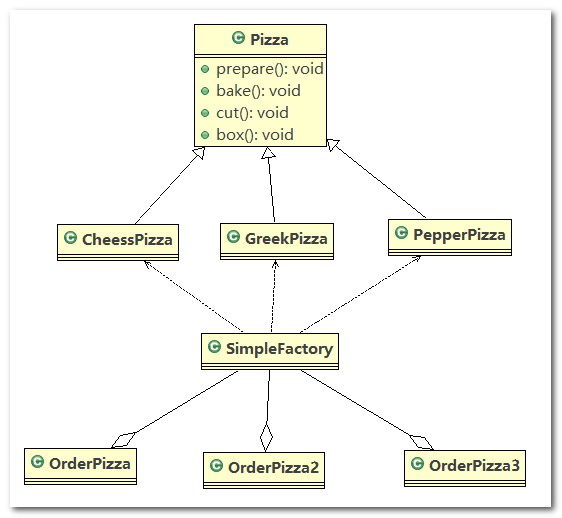 Pizza
prepare(): void
bake(): void
cut(): void
box(): void
CheessPizza
GreekPizza
PepperPizza
SimpleFactory
OrderPizza
OrderPizza2
OrderPizza3